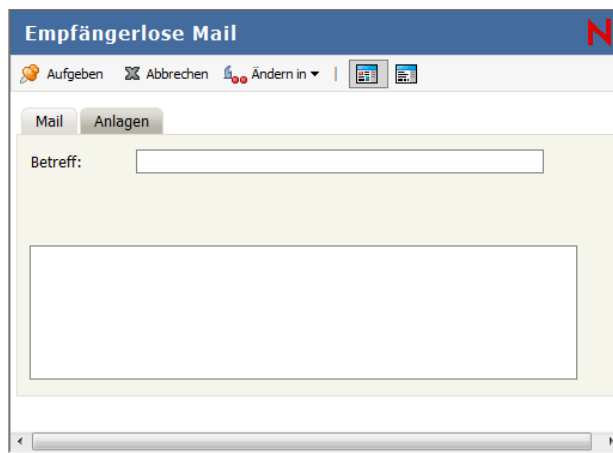 Empfängerlose Mail
N
Aufgeben Abbrechen Ändern in |
Mail Anlagen
Betreff: